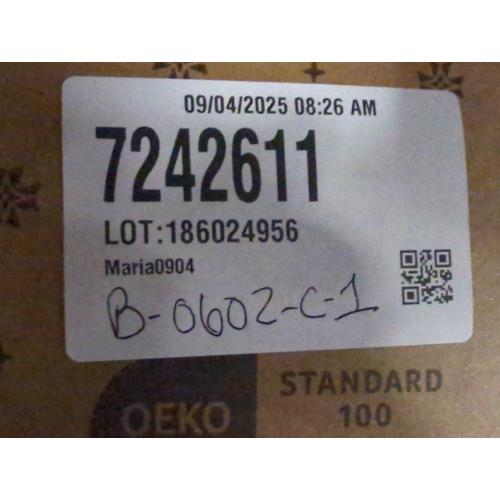 09/04/2025 08:26 AM
7242611
LOT:186024956
Maria0904
B-0602-C-1
STANDARD
OEKO 100